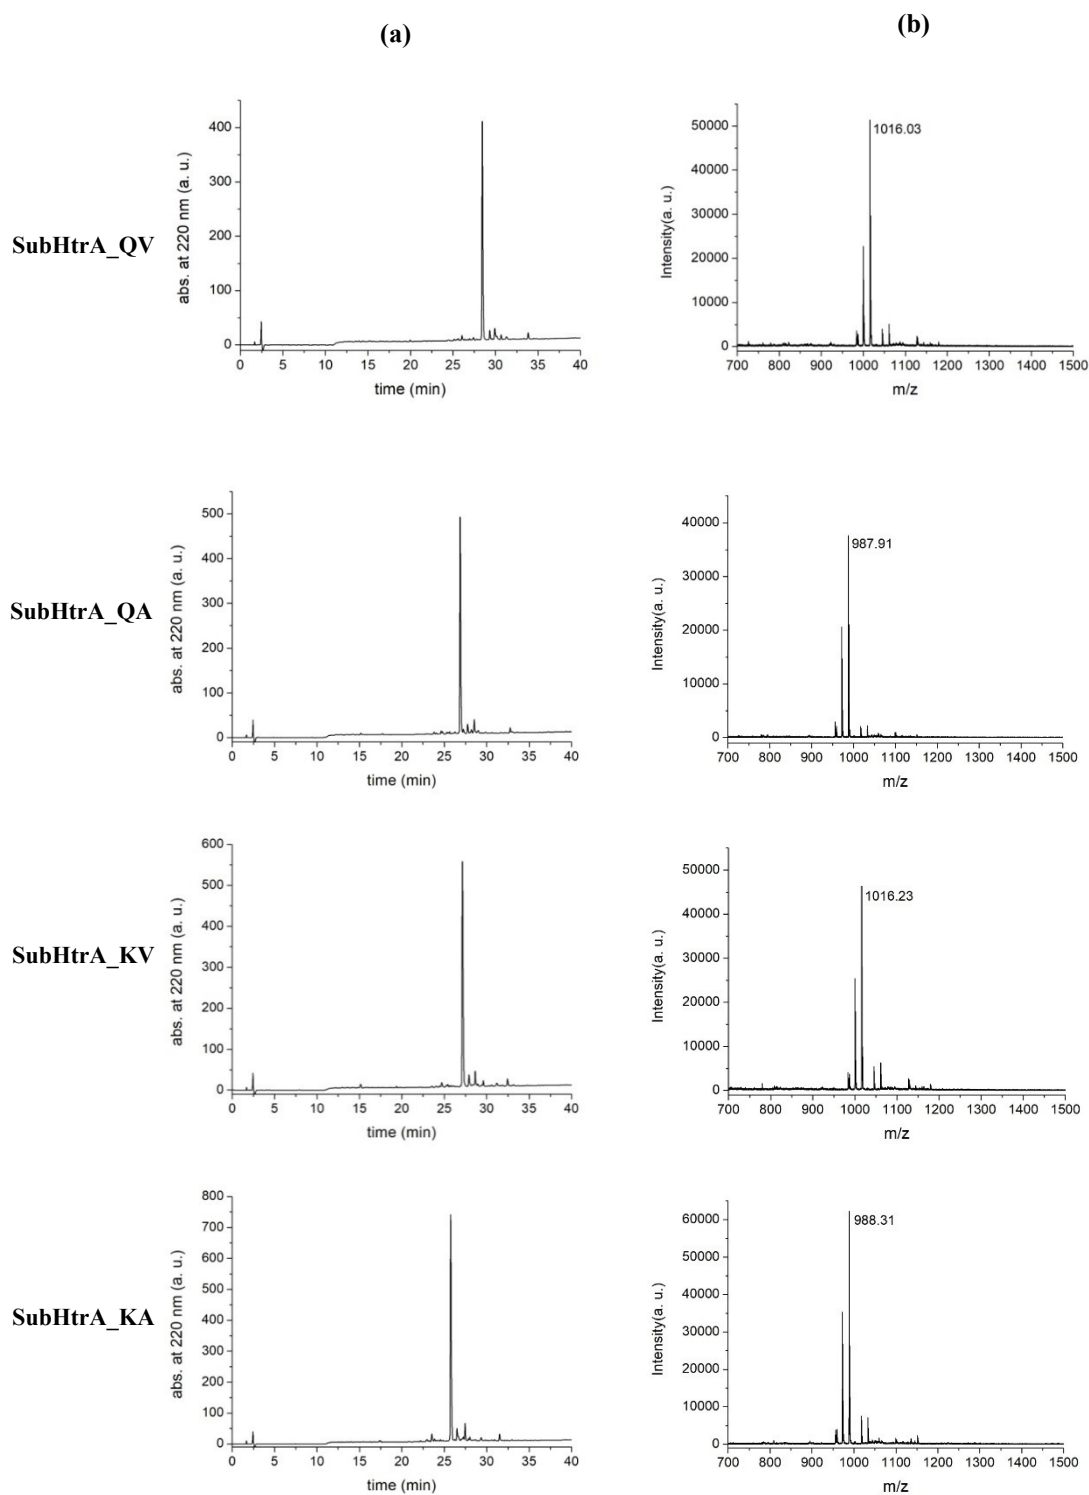 (a)
(b)
SubHtrA_QV
abs. at 220 nm (a. u.)
400
300
200
100
0
0 5 10 15 20 25 30 35 40
time (min)
Intensity(a. u.)
50000
40000
30000
20000
10000
0
1016.03
700 800 900 1000 1100 1200 1300 1400 1500
m/z
SubHtrA_QA
abs. at 220 nm (a. u.)
500
400
300
200
100
0
0 5 10 15 20 25 30 35 40
time (min)
Intensity(a. u.)
40000
30000
20000
10000
0
987.91
700 800 900 1000 1100 1200 1300 1400 1500
m/z
SubHtrA_KV
abs. at 220 nm (a. u.)
600
500
400
300
200
100
0
0 5 10 15 20 25 30 35 40
time (min)
Intensity(a. u.)
50000
40000
30000
20000
10000
0
1016.23
700 800 900 1000 1100 1200 1300 1400 1500
m/z
SubHtrA_KA
abs. at 220 nm (a. u.)
800
700
600
500
400
300
200
100
0
0 5 10 15 20 25 30 35 40
time (min)
Intensity(a. u.)
60000
50000
40000
30000
20000
10000
0
988.31
700 800 900 1000 1100 1200 1300 1400 1500
m/z